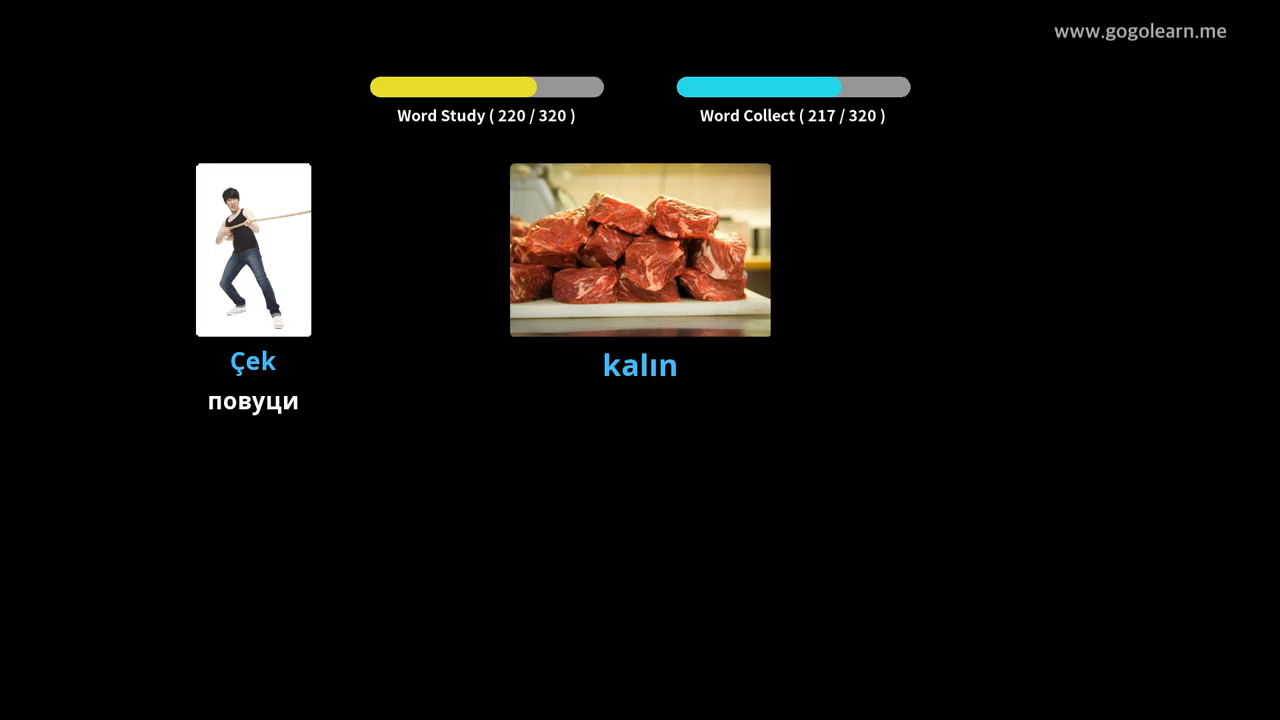 www.gogolearn.me
Word Study ( 220 / 320 )
Word Collect ( 217 / 320 )
Çek
повуци
kalın